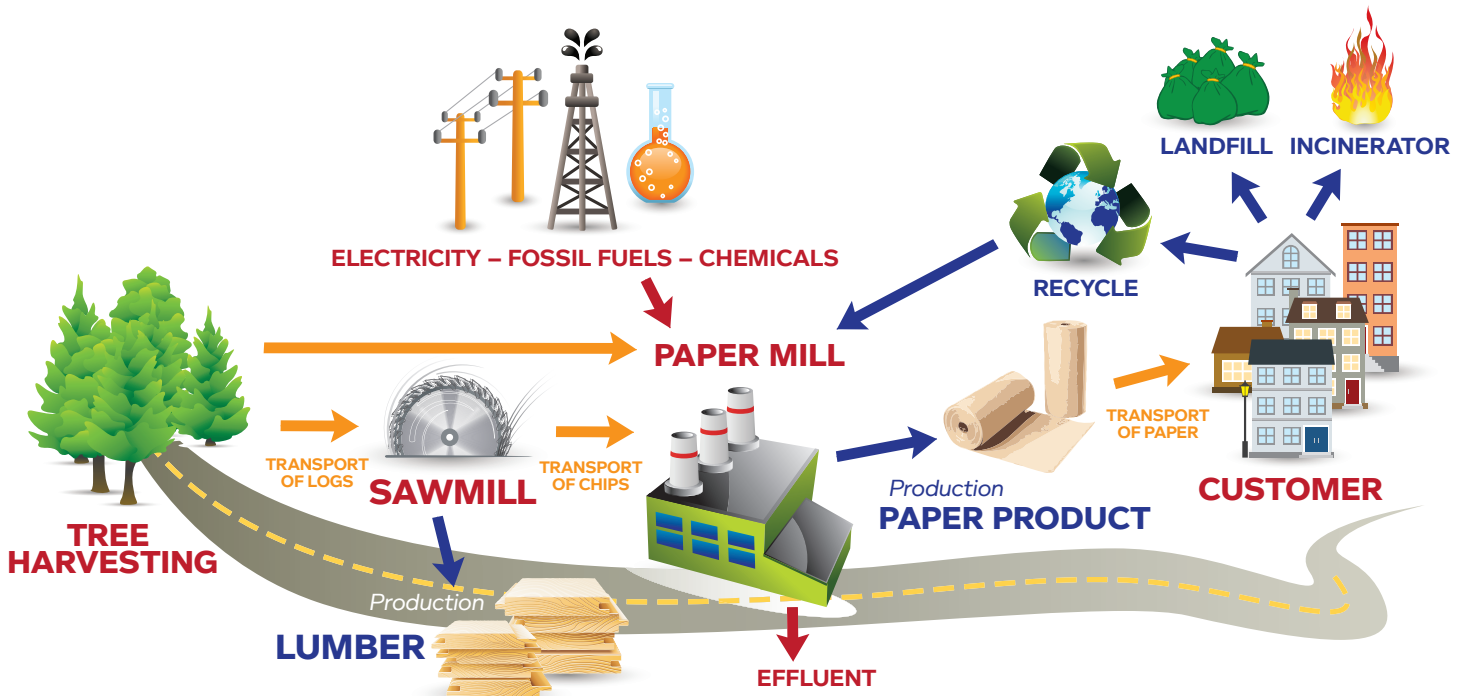 LANDFILL
INCINERATOR
ELECTRICITY – FOSSIL FUELS – CHEMICALS
RECYCLE
PAPER MILL
TRANSPORT
OF LOGS
SAWMILL
TRANSPORT
OF CHIPS
TRANSPORT
OF PAPER
Production
PAPER PRODUCT
CUSTOMER
TREE
HARVESTING
Production
LUMBER
EFFLUENT